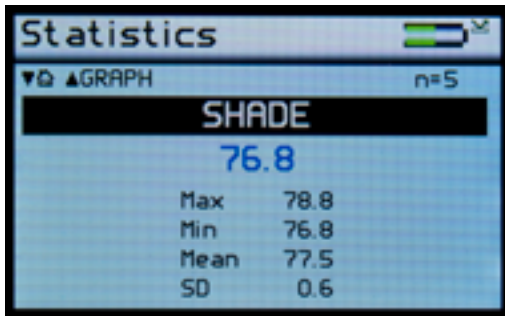 Statistics
▼⌂ ▲GRAPH n=5
SHADE
76.8
Max 78.8
Min 76.8
Mean 77.5
SD 0.6